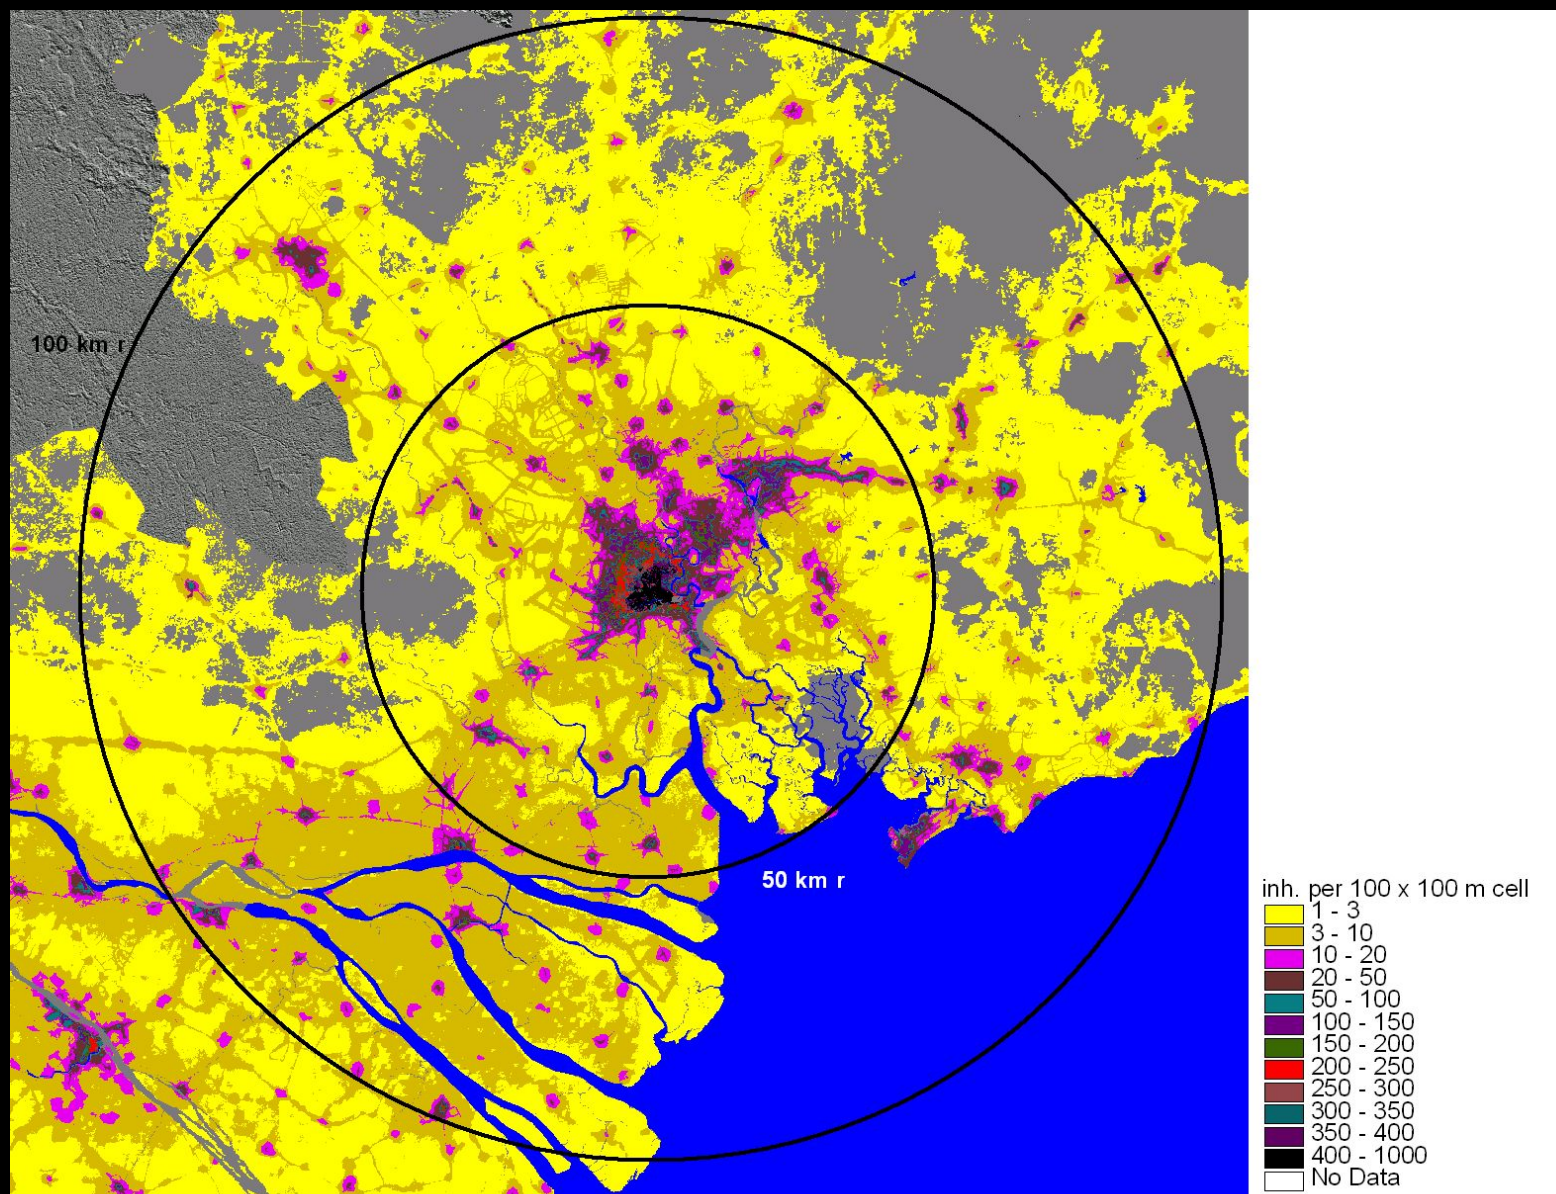 100 km r
50 km r
inh. per 100 x 100 m cell
1 - 3
3 - 10
10 - 20
20 - 50
50 - 100
100 - 150
150 - 200
200 - 250
250 - 300
300 - 350
350 - 400
400 - 1000
No Data